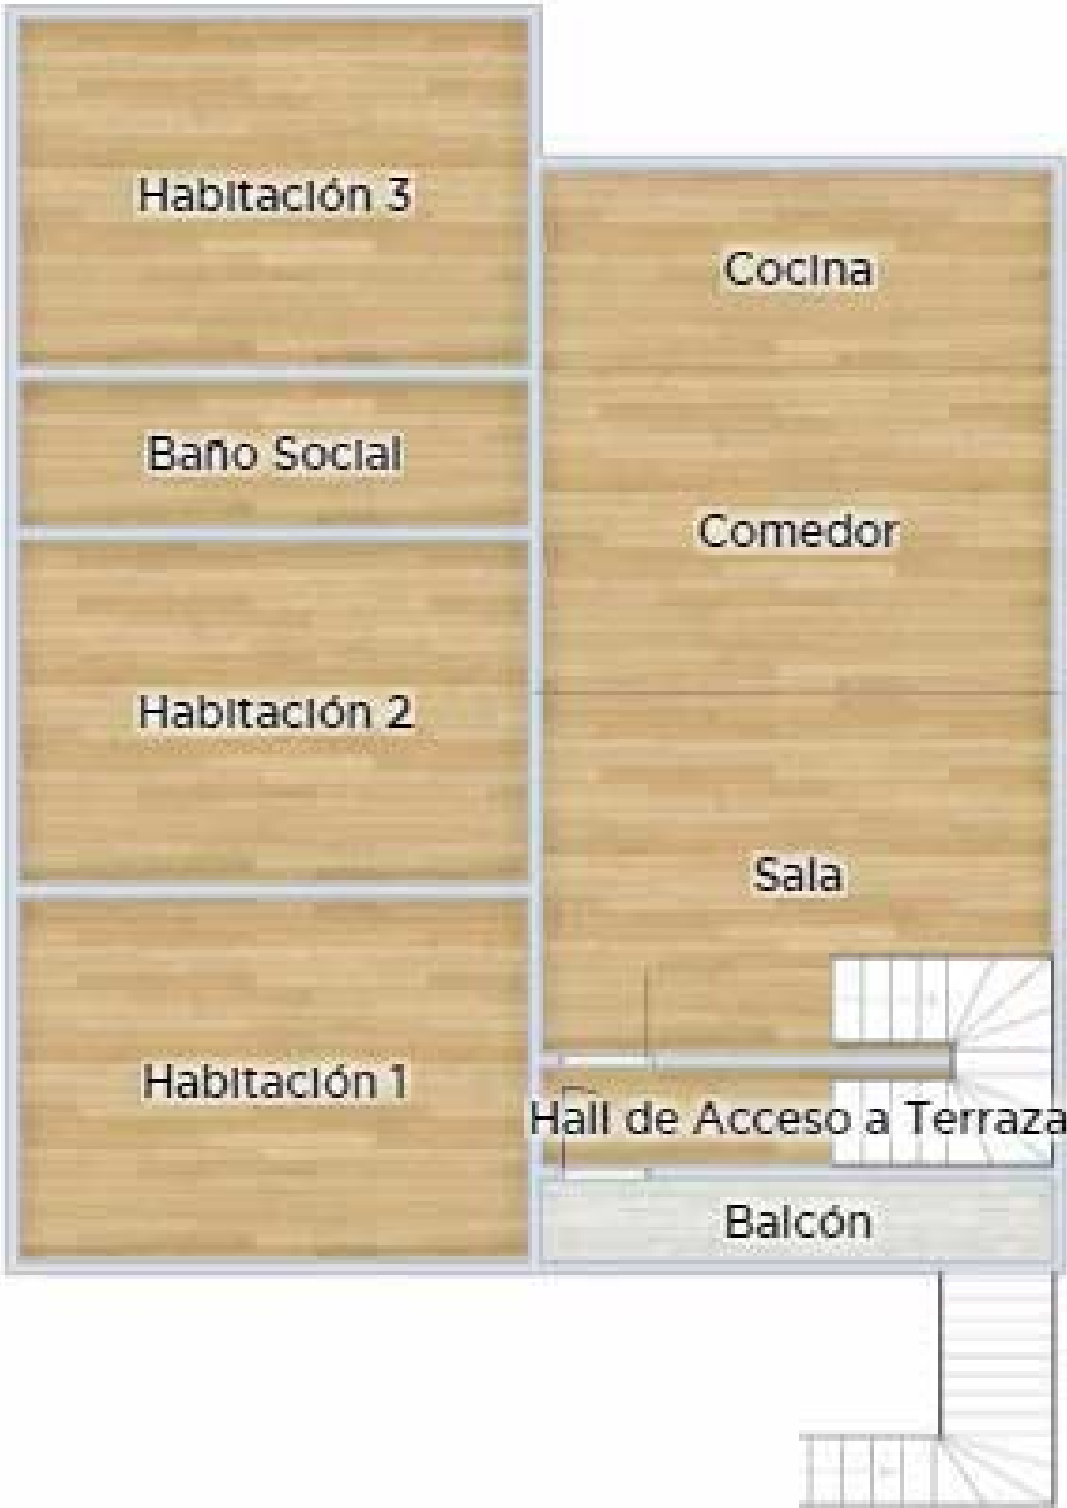 Habitación 3
Cocina
Baño Social
Comedor
Habitación 2
Sala
Habitación 1
Hall de Acceso a Terraza
Balcón